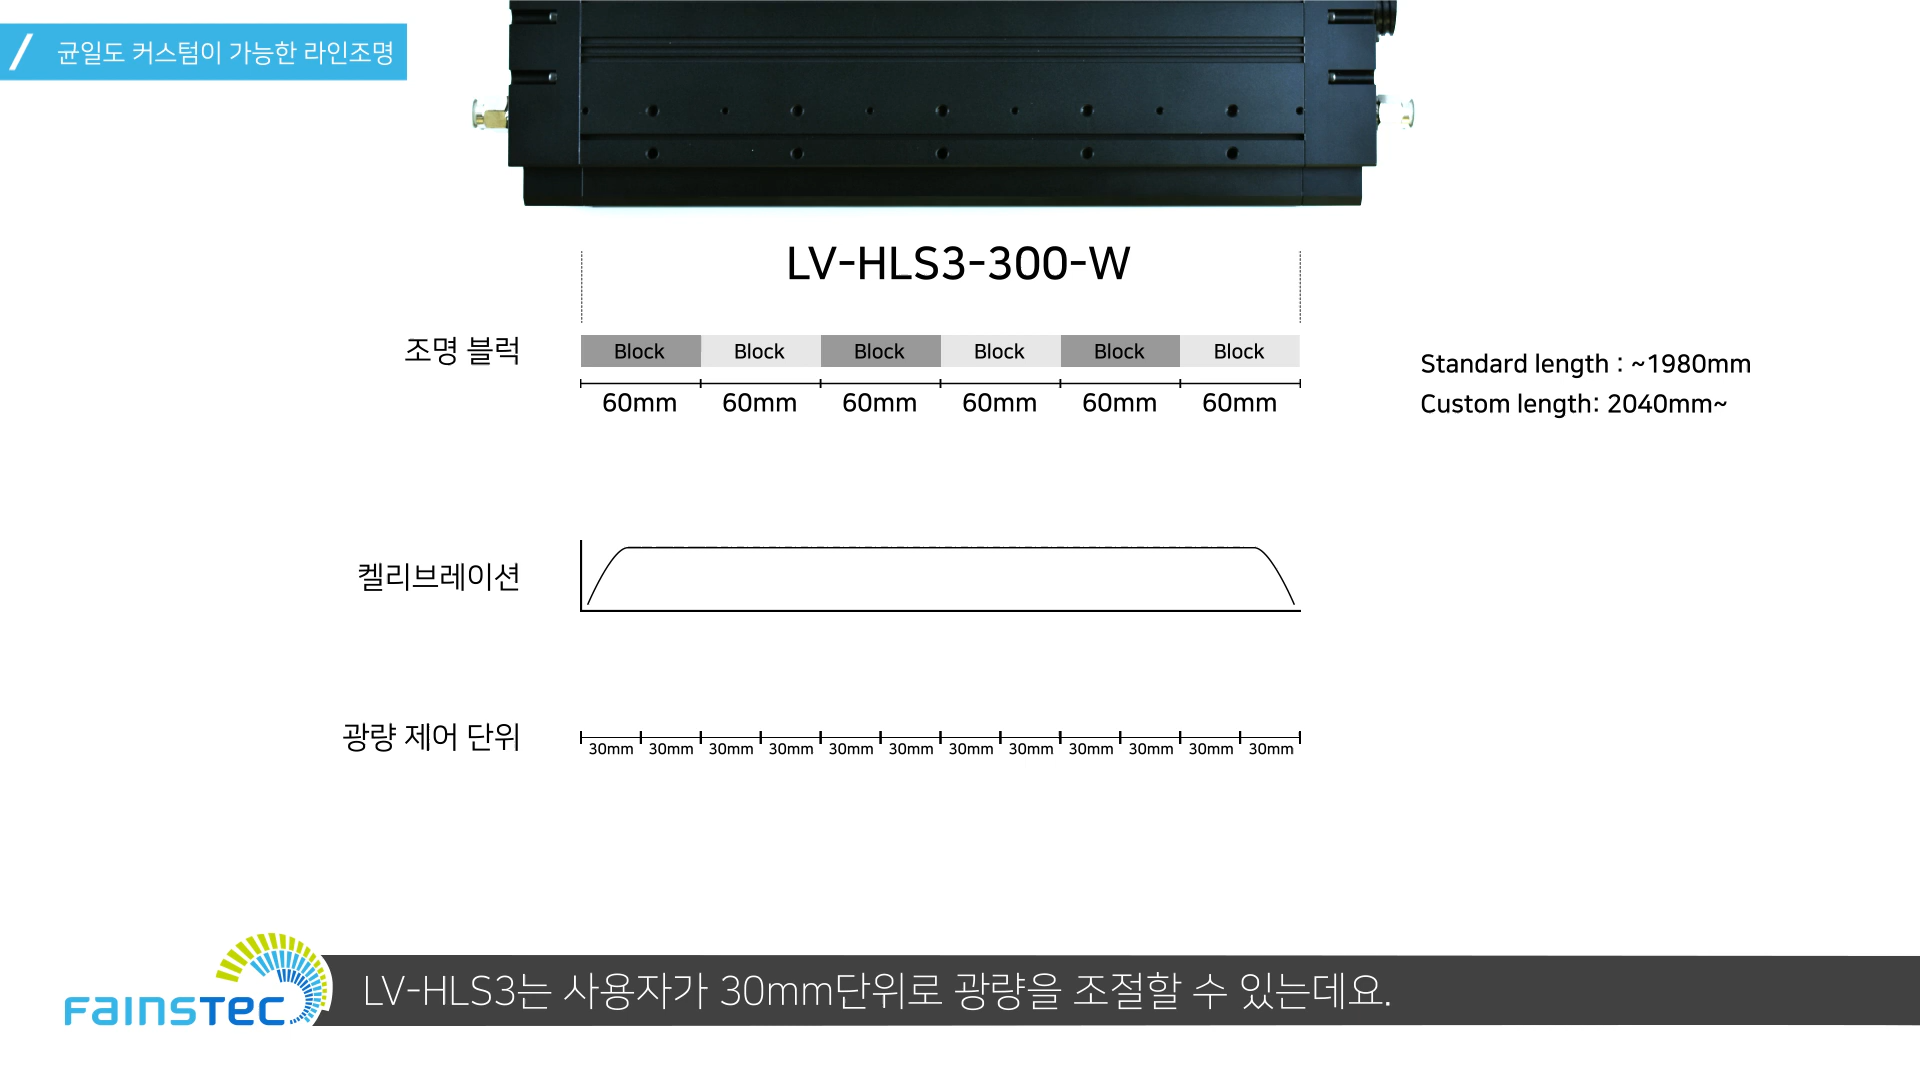 균일도 커스텀이 가능한 라인조명
LV-HLS3-300-W
조명 블럭
Block Block Block Block Block Block
60mm 60mm 60mm 60mm 60mm 60mm
Standard length : ~1980mm
Custom length: 2040mm~
켈리브레이션
광량 제어 단위
30mm 30mm 30mm 30mm 30mm 30mm 30mm 30mm 30mm 30mm 30mm 30mm
FAINSTEC
LV-HLS3는 사용자가 30mm단위로 광량을 조절할 수 있는데요.